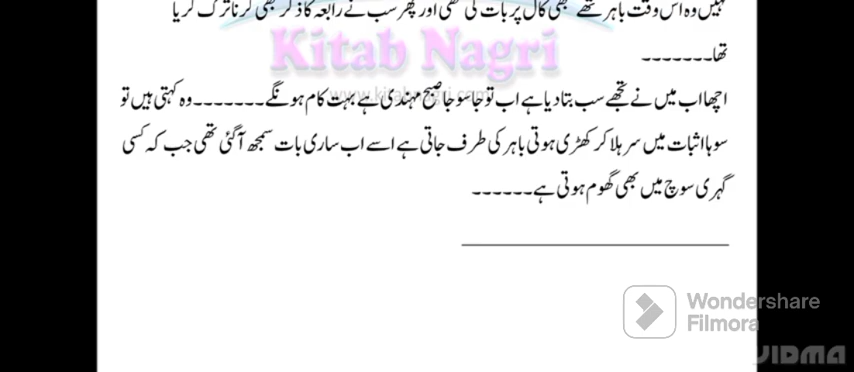 نہیں وہ اس وقت باہر تھے تبھی کال پر بات کی تھی اور پھر سب نے رابعہ کا ذکر بھی کرنا ترک کر دیا
تھا۔۔۔۔۔۔۔
Kitab Nagri
اچھا اب میں نے تجھے سب بتا دیا ہے اب تو جا سو جا صبح مہندی ہے بہت کام ہونگے۔۔۔۔۔۔۔وہ کہتی ہیں تو
سوہا اثبات میں سر ہلا کر کھڑی ہوتی باہر کی طرف جاتی ہے اسے اب ساری بات سمجھ آ گئی تھی جب کہ کسی
گہری سوچ میں بھی گھوم ہوتی ہے۔۔۔۔۔۔
Wondershare
Filmora
VIDMA